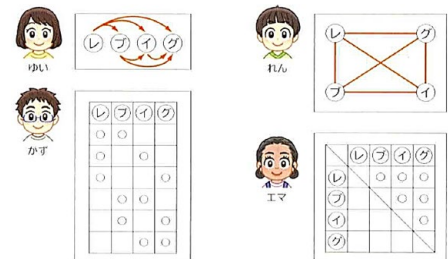 レ ブ イ グ
ゆい
レ グ
ブ イ
れん
レ ブ イ グ
かず
レ ブ イ グ
レ
ブ
イ
グ
エマ